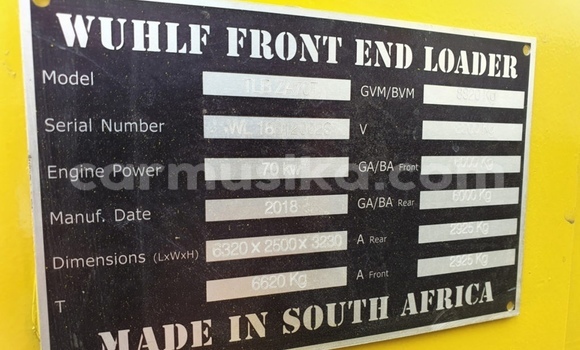 WUHLF FRONT END LOADER
Model GVM/BVM
Serial Number V
Engine Power 70 kW GA/BA Front
Manuf. Date 2018 GA/BA Rear 6000 Kg
Dimensions (LxWxH) 6320 x 2500 x 3230 A Rear 2925 Kg
T 6620 Kg A Front 2925 Kg
MADE IN SOUTH AFRICA
carmusika.com